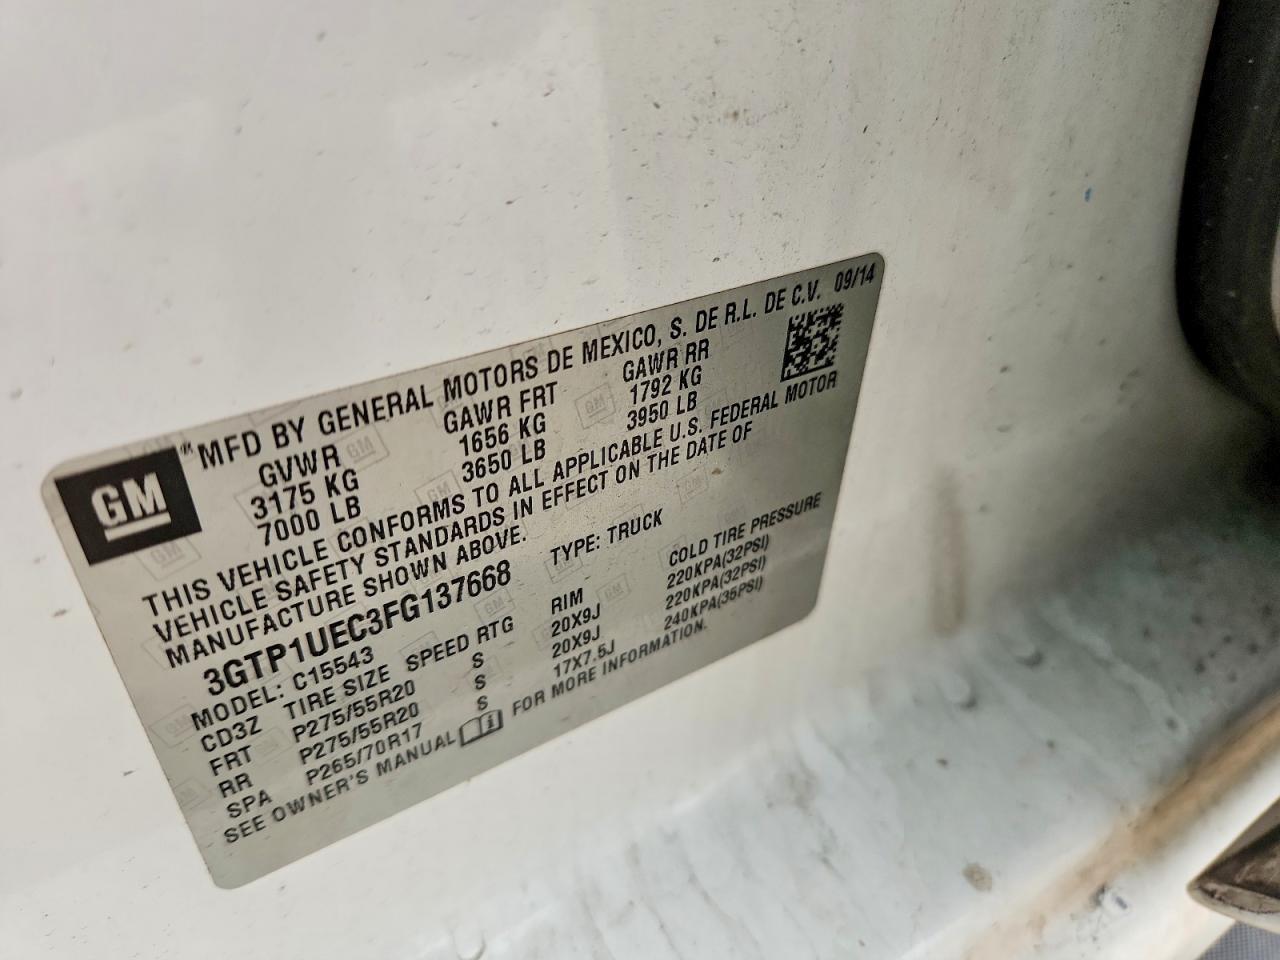 GM
MFD BY GENERAL MOTORS DE MEXICO, S. DE R.L. DE C.V. 09/14
GVWR GAWR FRT GAWR RR
3175 KG 1656 KG 1792 KG
7000 LB 3650 LB 3950 LB
THIS VEHICLE CONFORMS TO ALL APPLICABLE U.S. FEDERAL MOTOR
VEHICLE SAFETY STANDARDS IN EFFECT ON THE DATE OF
MANUFACTURE SHOWN ABOVE.
3GTP1UEC3FG137668 TYPE: TRUCK
MODEL: C15543
CD3Z TIRE SIZE SPEED RTG RIM COLD TIRE PRESSURE
FRT P275/55R20 S 20X9J 220KPA(32PSI)
RR P275/55R20 S 20X9J 220KPA(32PSI)
SPA P265/70R17 S 17X7.5J 240KPA(35PSI)
SEE OWNER'S MANUAL FOR MORE INFORMATION.